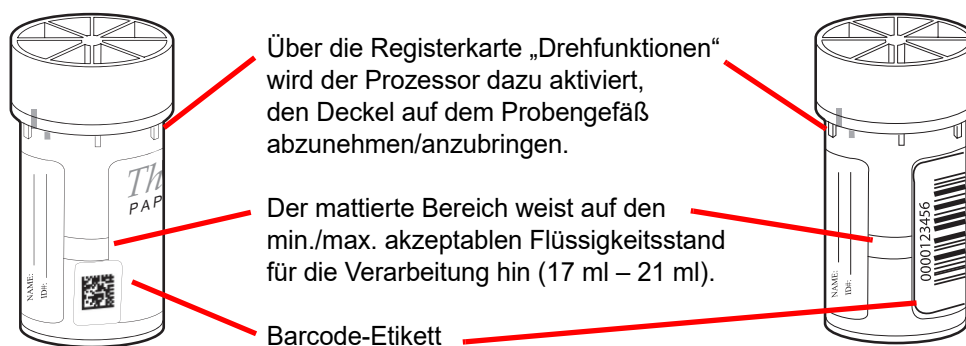 Über die Registerkarte „Drehfunktionen“
wird der Prozessor dazu aktiviert,
den Deckel auf dem Probengefäß
abzunehmen/anzubringen.
Th
PAP
Der mattierte Bereich weist auf den
min./max. akzeptablen Flüssigkeitsstand
für die Verarbeitung hin (17 ml – 21 ml).
NAME:
ID#:
NAME:
ID#:
0000123456
Barcode-Etikett